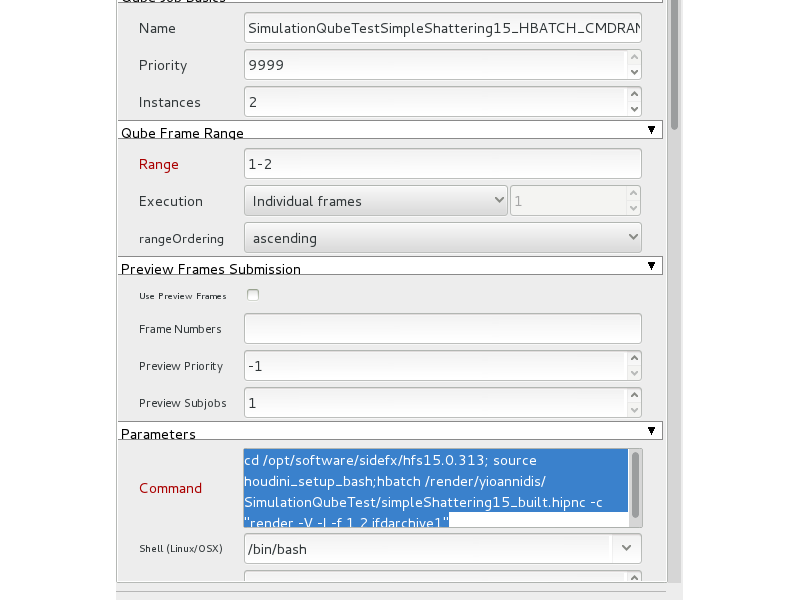 Qube Job Basics
Name SimulationQubeTestSimpleShattering15_HBATCH_CMDRAN
Priority 9999
Instances 2
Qube Frame Range
Range 1-2
Execution Individual frames 1
rangeOrdering ascending
Preview Frames Submission
Use Preview Frames
Frame Numbers
Preview Priority -1
Preview Subjobs 1
Parameters
cd /opt/software/sidefx/hfs15.0.313; source
houdini_setup_bash;hbatch /render/yioannidis/
Command
SimulationQubeTest/simpleShattering15_built.hipnc -c
"render -V -I -f 1 2 ifdarchive1"
Shell (Linux/OSX) /bin/bash